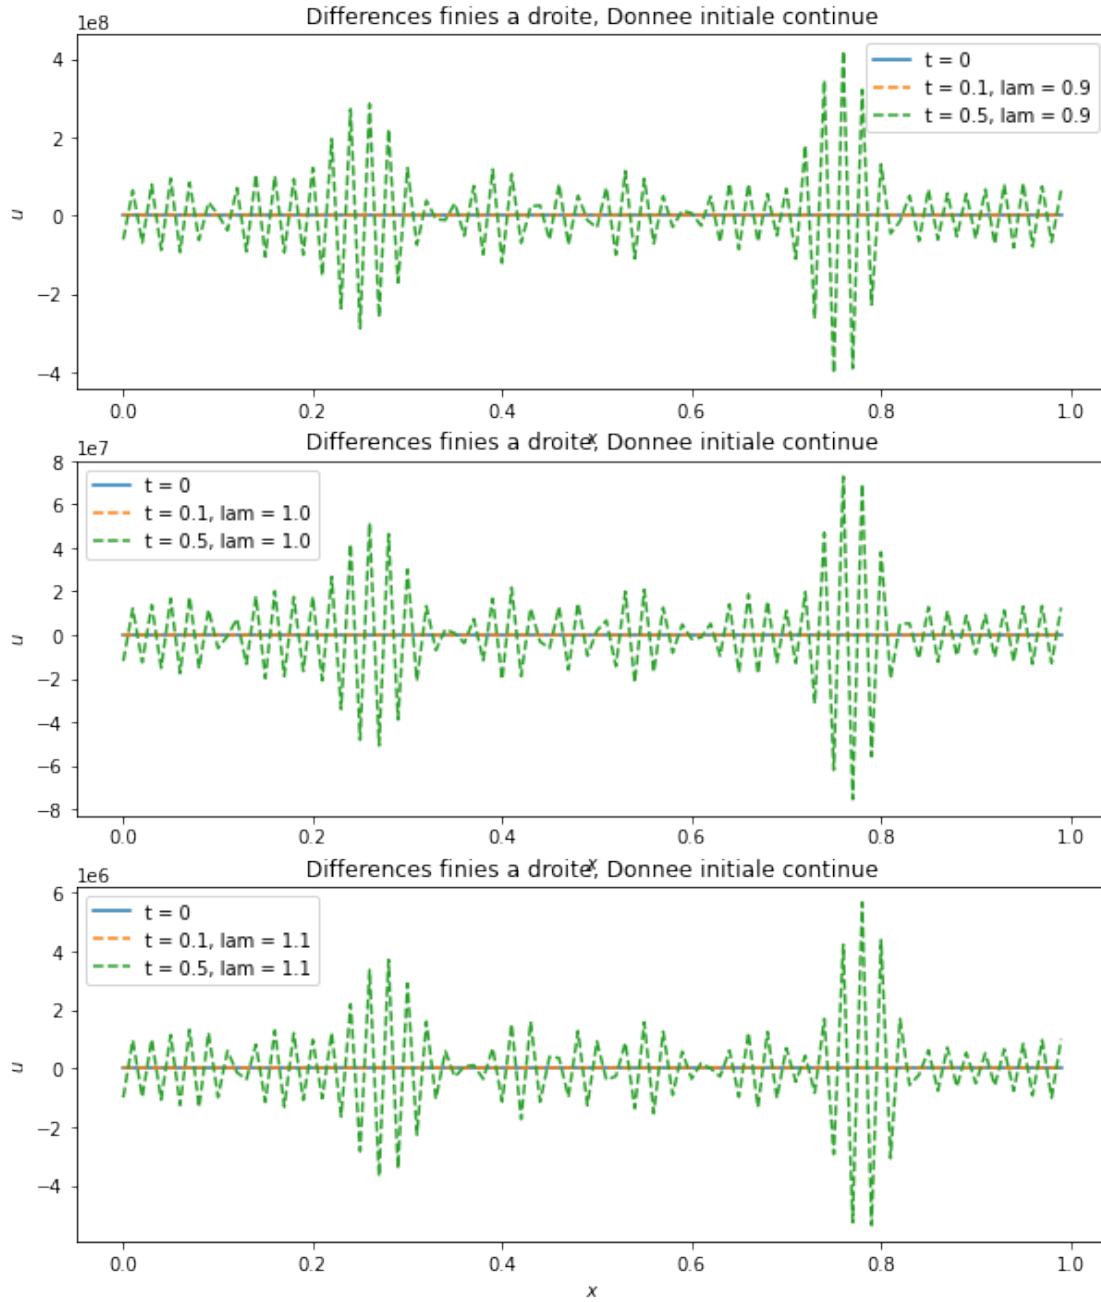 Differences finies a droite, Donnee initiale continue
1e8
t = 0
t = 0.1, lam = 0.9
t = 0.5, lam = 0.9
4
2
0
−2
−4
u
0.0 0.2 0.4 0.6 0.8 1.0
x
Differences finies a droite, Donnee initiale continue
1e7
t = 0
t = 0.1, lam = 1.0
t = 0.5, lam = 1.0
8
6
4
2
0
−2
−4
−6
−8
u
0.0 0.2 0.4 0.6 0.8 1.0
x
Differences finies a droite, Donnee initiale continue
1e6
t = 0
t = 0.1, lam = 1.1
t = 0.5, lam = 1.1
6
4
2
0
−2
−4
u
0.0 0.2 0.4 0.6 0.8 1.0
x